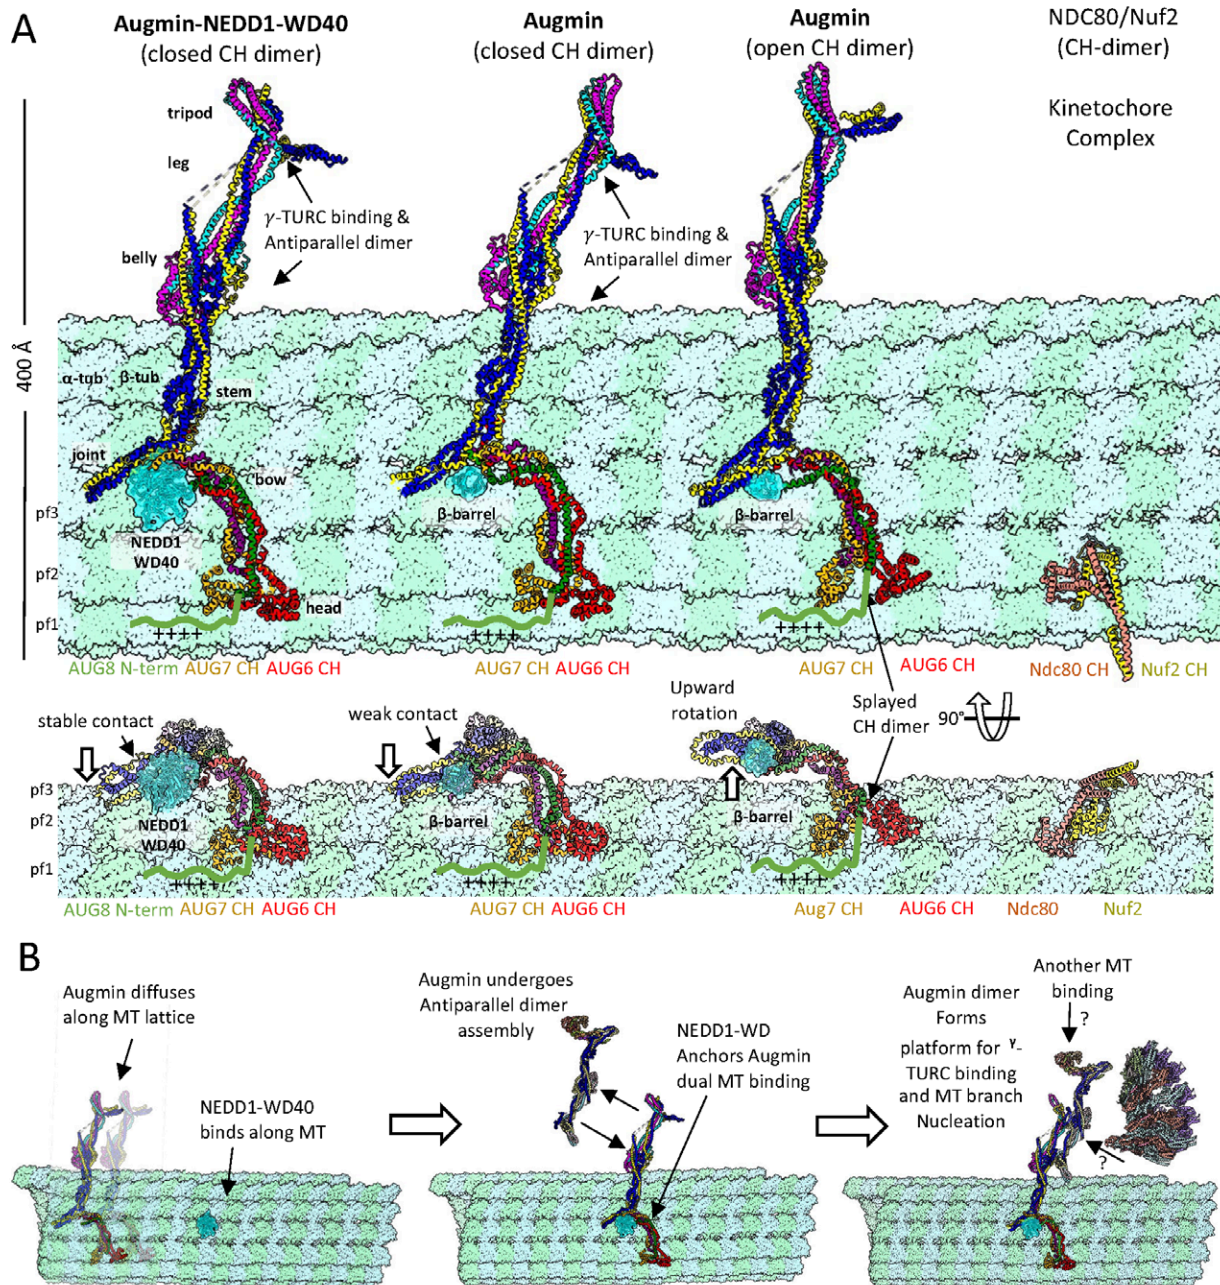 A
Augmin-NEDD1-WD40
(closed CH dimer)
Augmin
(closed CH dimer)
Augmin
(open CH dimer)
NDC80/Nuf2
(CH-dimer)
Kinetochore
Complex
400 Å
tripod
leg
γ-TURC binding &
Antiparallel dimer
belly
γ-TURC binding &
Antiparallel dimer
α-tub
β-tub
stem
joint
bow
pf3
NEDD1
WD40
β-barrel
β-barrel
pf2
head
pf1
++++
++++
++++
AUG8 N-term
AUG7 CH
AUG6 CH
AUG7 CH
AUG6 CH
AUG7 CH
AUG6 CH
Ndc80 CH
Nuf2 CH
stable contact
weak contact
Upward
rotation
Splayed
CH dimer
90°
pf3
pf2
NEDD1
WD40
β-barrel
β-barrel
pf1
++++
++++
++++
AUG8 N-term
AUG7 CH
AUG6 CH
AUG7 CH
AUG6 CH
Aug7 CH
AUG6 CH
Ndc80
Nuf2
B
Augmin diffuses
along MT lattice
NEDD1-WD40
binds along MT
Augmin undergoes
Antiparallel dimer
assembly
NEDD1-WD
Anchors Augmin
dual MT binding
Augmin dimer
Forms
platform for γ-
TURC binding
and MT branch
Nucleation
Another MT
binding
?
?